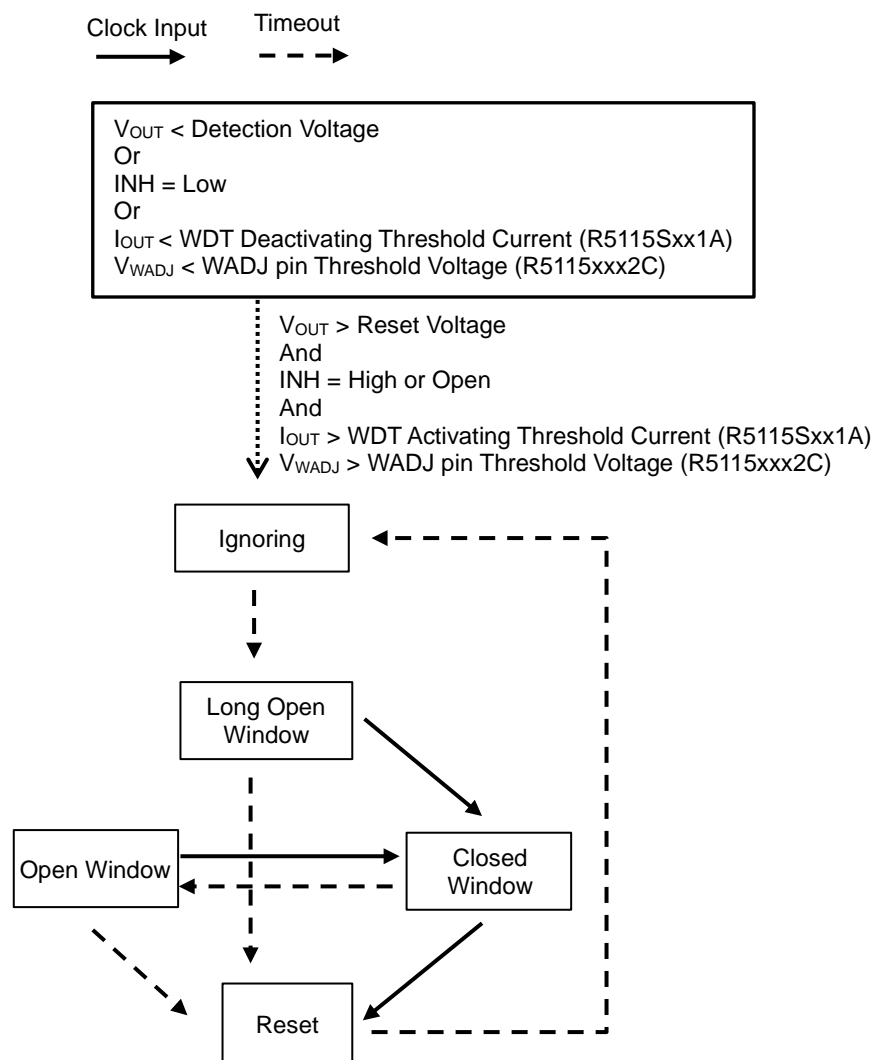 Clock Input
Timeout
VOUT < Detection Voltage
Or
INH = Low
Or
IOUT < WDT Deactivating Threshold Current (R5115Sxx1A)
VWADJ < WADJ pin Threshold Voltage (R5115xxx2C)
VOUT > Reset Voltage
And
INH = High or Open
And
IOUT > WDT Activating Threshold Current (R5115Sxx1A)
VWADJ > WADJ pin Threshold Voltage (R5115xxx2C)
Ignoring
Long Open
Window
Open Window
Closed
Window
Reset